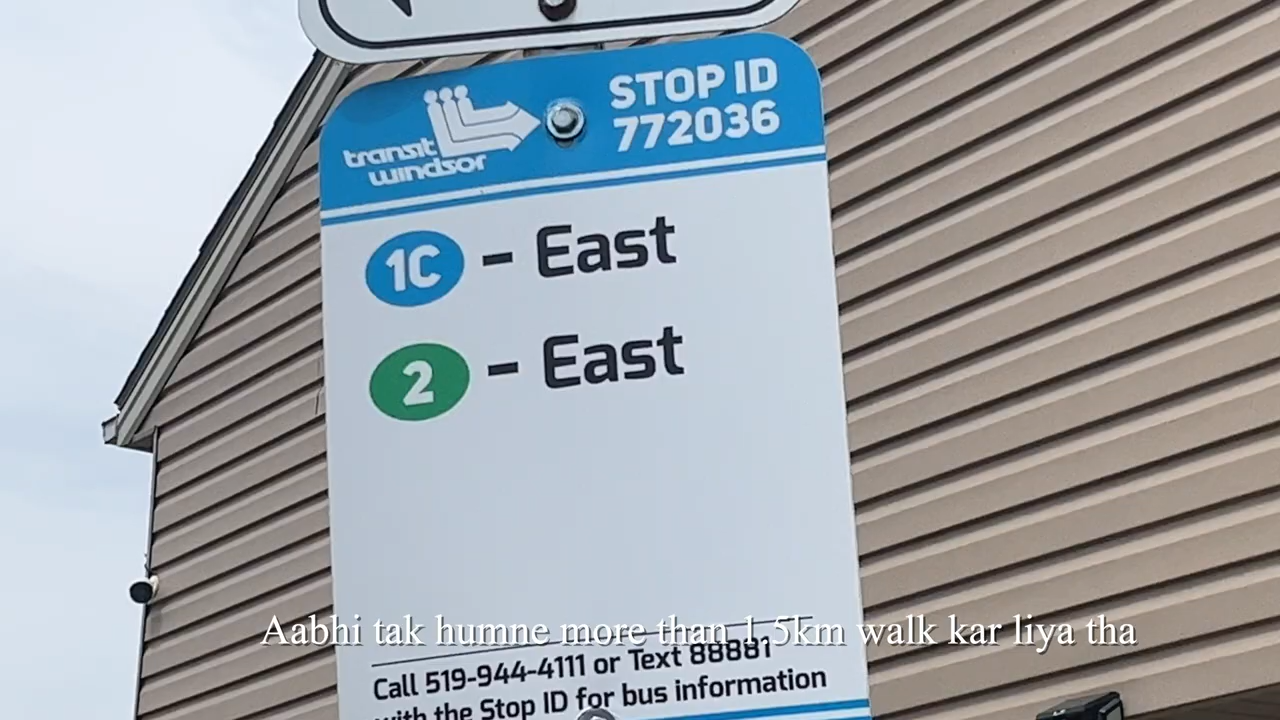 transit
windsor
STOP ID
772036
1C - East
2 - East
Aabhi tak humne more than 1.5km walk kar liya tha
Call 519-944-4111 or Text 88881
with the Stop ID for bus information